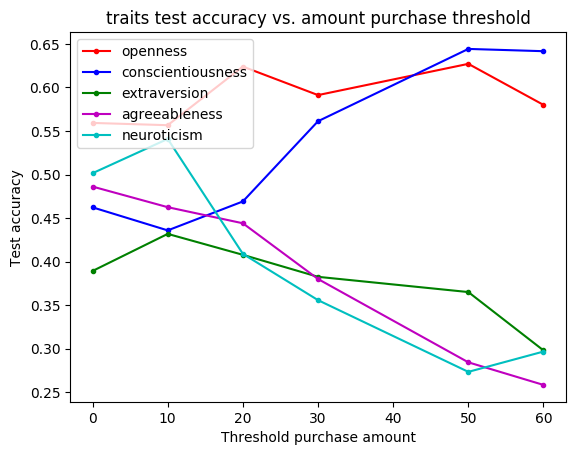 traits test accuracy vs. amount purchase threshold
openness
conscientiousness
extraversion
agreeableness
neuroticism
Test accuracy
0.65
0.60
0.55
0.50
0.45
0.40
0.35
0.30
0.25
0 10 20 30 40 50 60
Threshold purchase amount